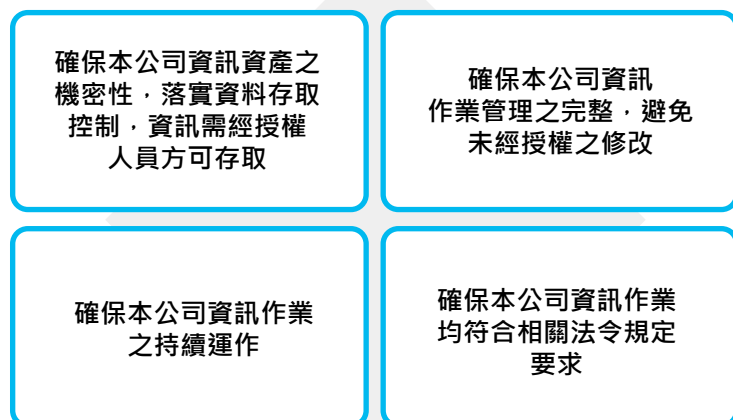 確保本公司資訊資產之
機密性，落實資料存取
控制，資訊需經授權
人員方可存取
確保本公司資訊
作業管理之完整，避免
未經授權之修改
確保本公司資訊作業
之持續運作
確保本公司資訊作業
均符合相關法令規定
要求